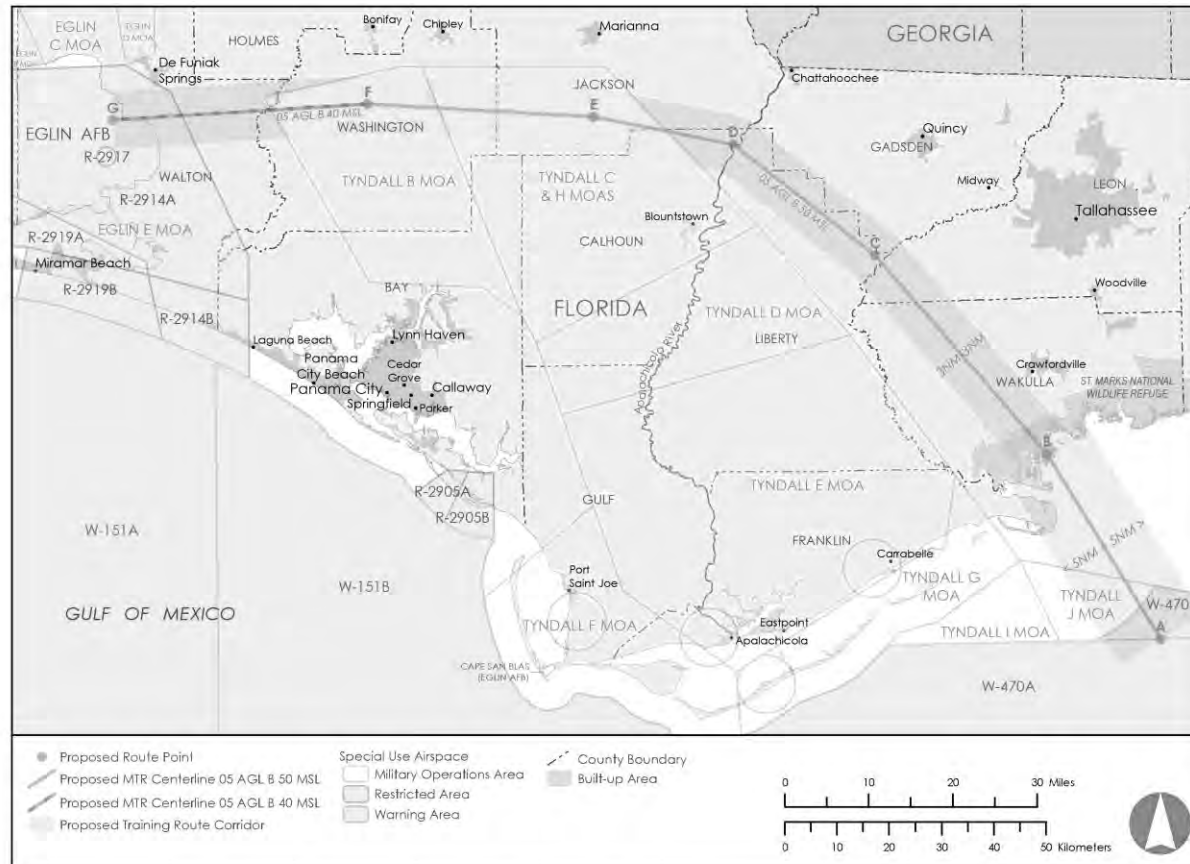 EGLIN
C MOA
EGLIN
D MOA
HOLMES
Bonifay
Chipley
Marianna
GEORGIA
De Funiak
Springs
JACKSON
Chattahoochee
G
F
E
D
05 AGL B 40 MSL
WASHINGTON
EGLIN AFB
R-2917
WALTON
R-2914A
TYNDALL B MOA
TYNDALL C
& H MOAS
Quincy
GADSDEN
Midway
LEON
Tallahassee
05 AGL B 50 MSL
Blountstown
EGLIN E MOA
R-2919A
CALHOUN
C
Miramar Beach
R-2919B
R-2914B
BAY
FLORIDA
TYNDALL D MOA
LIBERTY
Woodville
Laguna Beach
Lynn Haven
Panama
City Beach
Cedar
Grove
Panama City
Callaway
Springfield
Parker
Apalachicola River
3NM 3NM
Crawfordville
WAKULLA
ST. MARKS NATIONAL
WILDLIFE REFUGE
B
R-2905A
R-2905B
TYNDALL E MOA
GULF
W-151A
W-151B
FRANKLIN
Carrabelle
< 5NM 5NM >
Port
Saint Joe
TYNDALL G
MOA
TYNDALL
J MOA
W-470
GULF OF MEXICO
TYNDALL F MOA
Eastpoint
Apalachicola
TYNDALL I MOA
A
CAPE SAN BLAS
(EGLIN AFB)
W-470A
Proposed Route Point
Proposed MTR Centerline 05 AGL B 50 MSL
Proposed MTR Centerline 05 AGL B 40 MSL
Proposed Training Route Corridor
Special Use Airspace
Military Operations Area
Restricted Area
Warning Area
County Boundary
Built-up Area
0 10 20 30 Miles
0 10 20 30 40 50 Kilometers